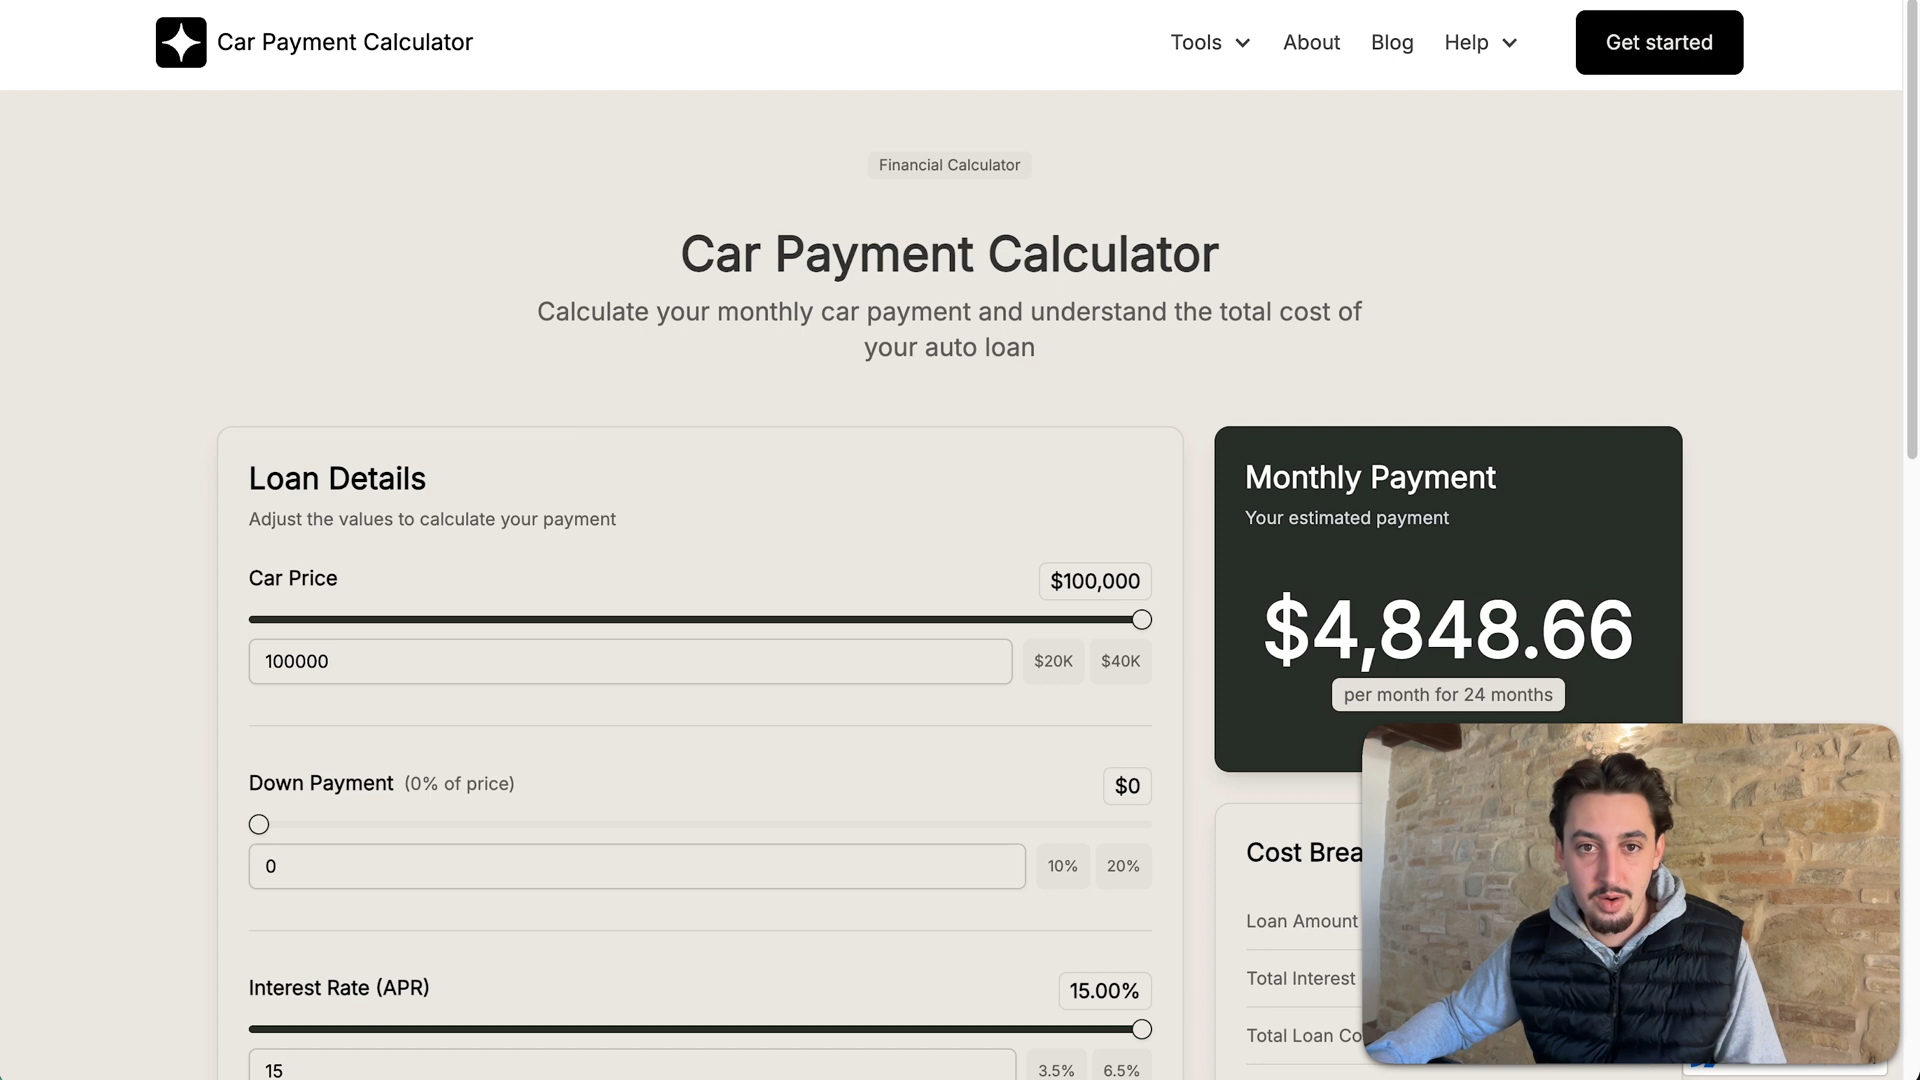 Car Payment Calculator
Tools
About
Blog
Help
Get started
Financial Calculator
Car Payment Calculator
Calculate your monthly car payment and understand the total cost of
your auto loan
Loan Details
Adjust the values to calculate your payment
Car Price
$100,000
100000
$20K
$40K
Down Payment (0% of price)
$0
0
10%
20%
Interest Rate (APR)
15.00%
15
3.5%
6.5%
Monthly Payment
Your estimated payment
$4,848.66
per month for 24 months
Cost Brea
Loan Amount
Total Interest
Total Loan Co